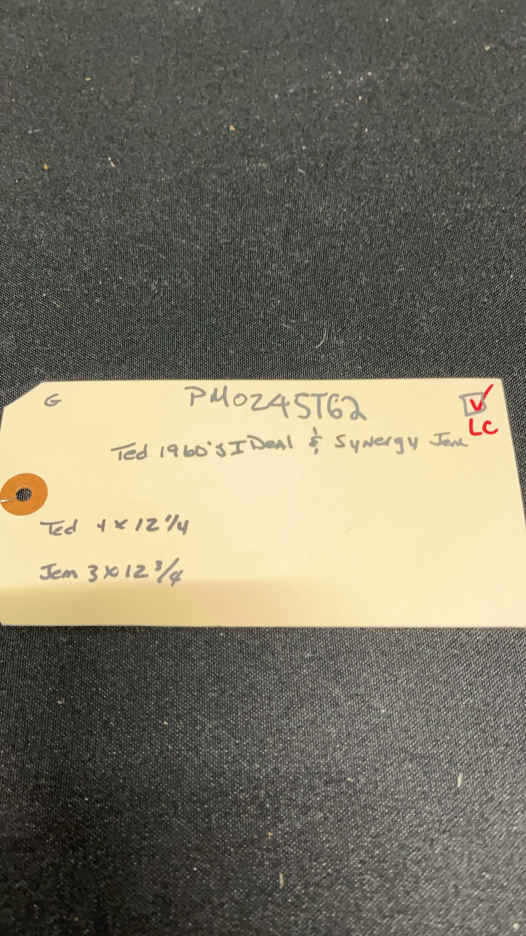 G
PM0245T62
V
LC
Ted 1960's IDeal & Synergy Jem
Ted 4 x 12 1/4
Jem 3 x 12 3/4